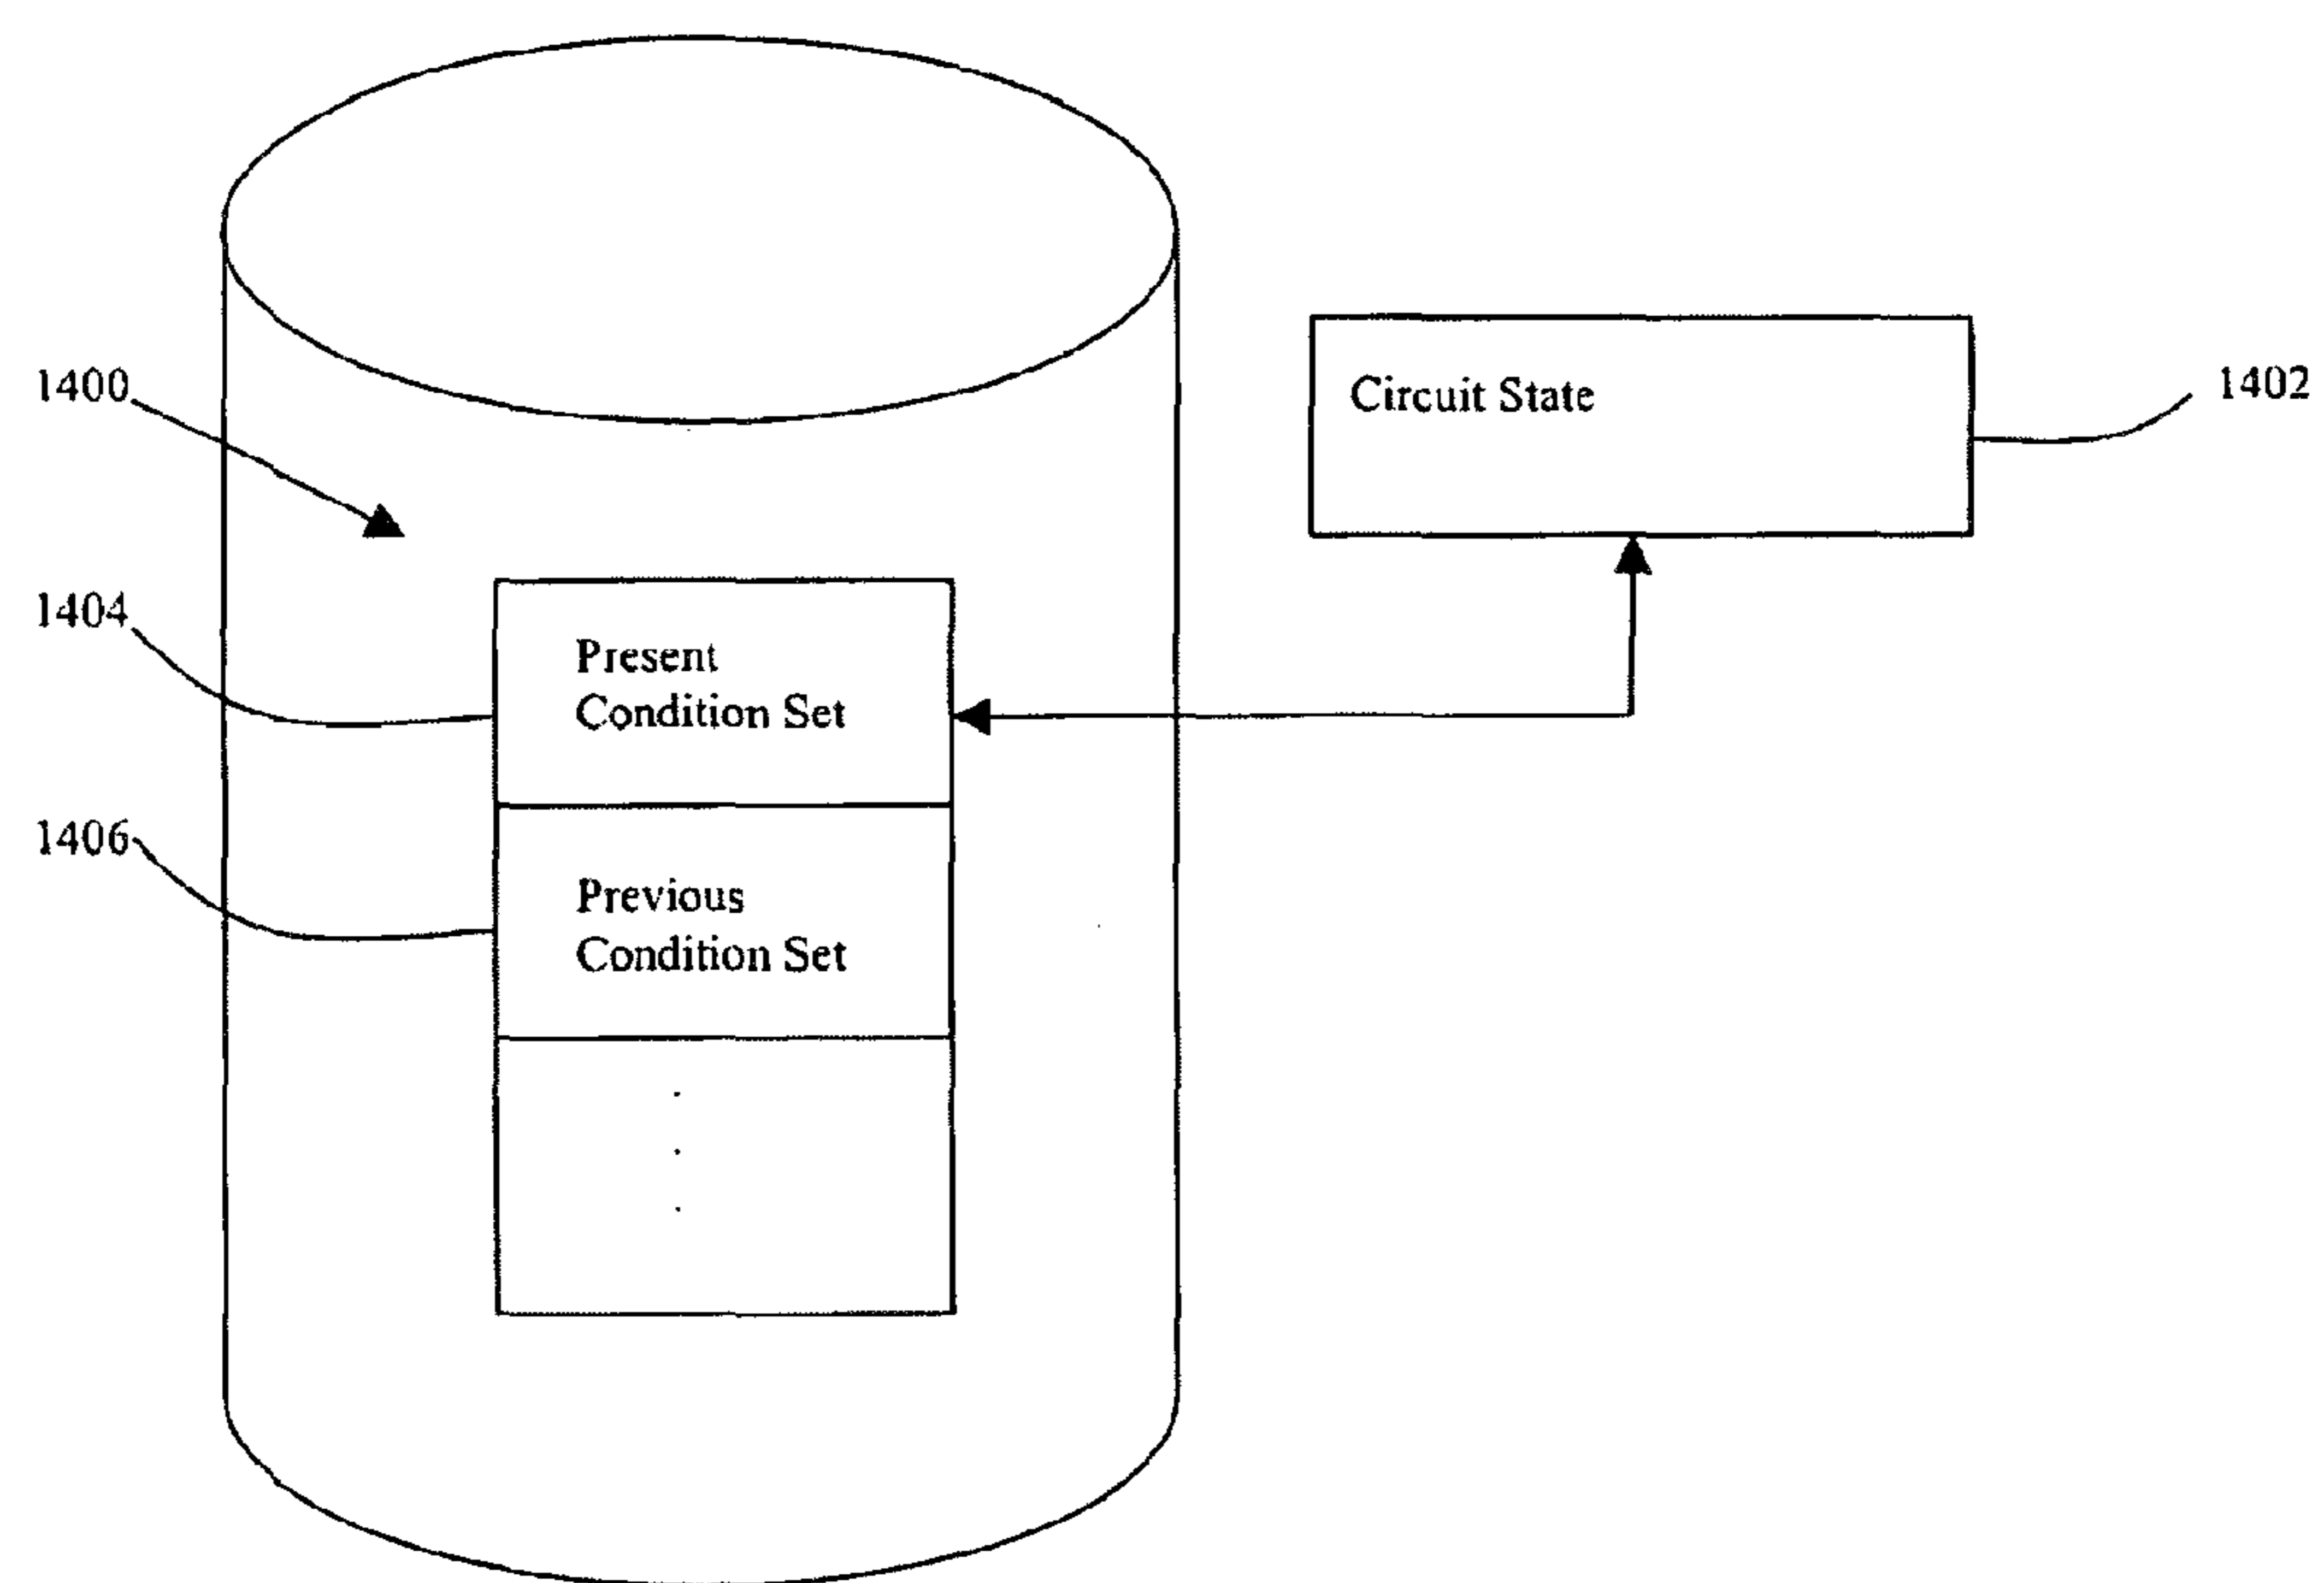 1400
Circuit State
1402
1404
Present
Condition Set
1406
Previous
Condition Set
.
.
.